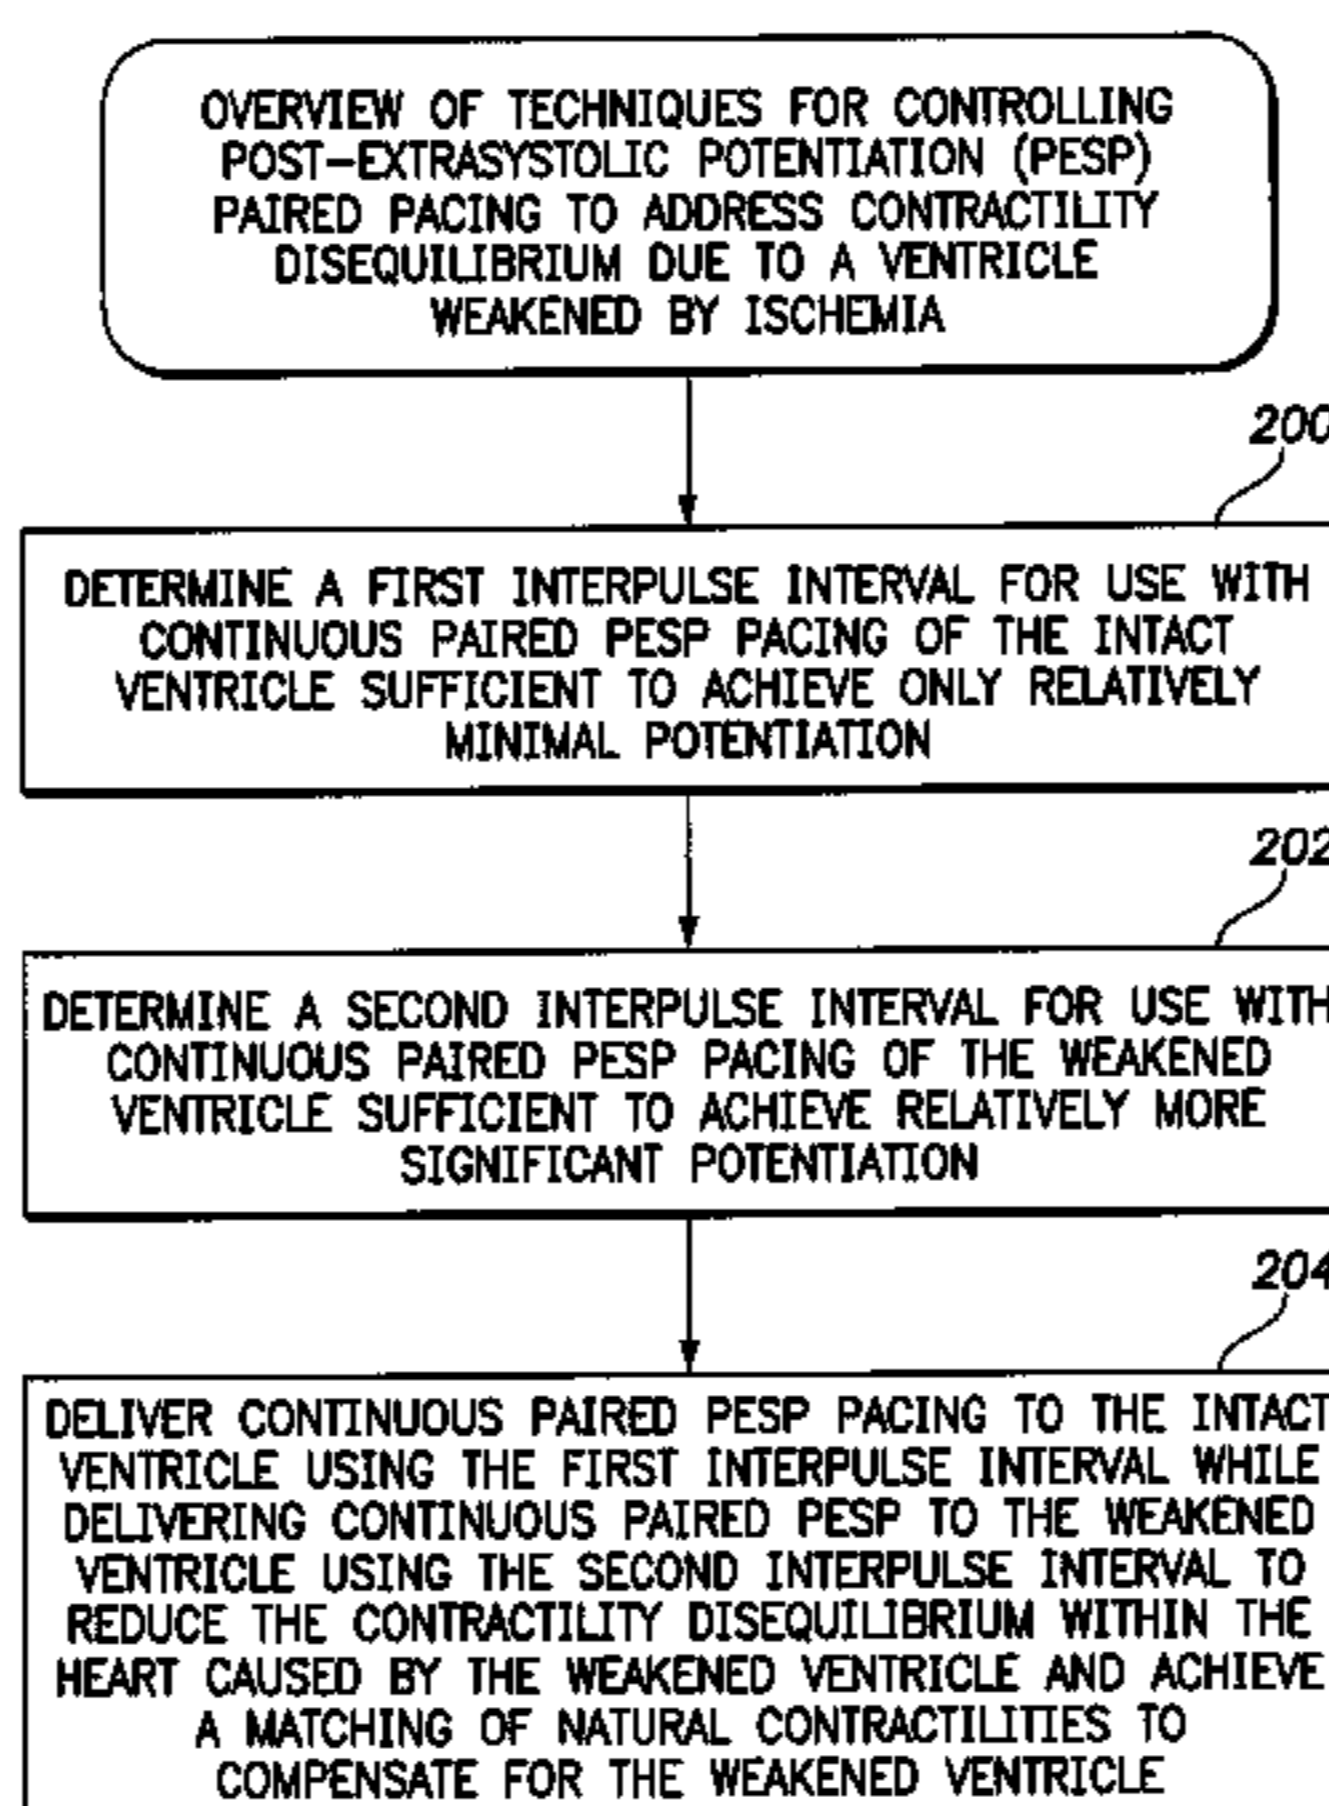 OVERVIEW OF TECHNIQUES FOR CONTROLLING
POST-EXTRASYSTOLIC POTENTIATION (PESP)
PAIRED PACING TO ADDRESS CONTRACTILITY
DISEQUILIBRIUM DUE TO A VENTRICLE
WEAKENED BY ISCHEMIA
200
DETERMINE A FIRST INTERPULSE INTERVAL FOR USE WITH
CONTINUOUS PAIRED PESP PACING OF THE INTACT
VENTRICLE SUFFICIENT TO ACHIEVE ONLY RELATIVELY
MINIMAL POTENTIATION
202
DETERMINE A SECOND INTERPULSE INTERVAL FOR USE WITH
CONTINUOUS PAIRED PESP PACING OF THE WEAKENED
VENTRICLE SUFFICIENT TO ACHIEVE RELATIVELY MORE
SIGNIFICANT POTENTIATION
204
DELIVER CONTINUOUS PAIRED PESP PACING TO THE INTACT
VENTRICLE USING THE FIRST INTERPULSE INTERVAL WHILE
DELIVERING CONTINUOUS PAIRED PESP TO THE WEAKENED
VENTRICLE USING THE SECOND INTERPULSE INTERVAL TO
REDUCE THE CONTRACTILITY DISEQUILIBRIUM WITHIN THE
HEART CAUSED BY THE WEAKENED VENTRICLE AND ACHIEVE
A MATCHING OF NATURAL CONTRACTILITIES TO
COMPENSATE FOR THE WEAKENED VENTRICLE